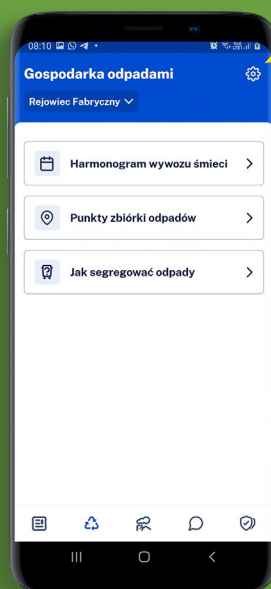 08:10
Gospodarka odpadami
Rejowiec Fabryczny
Harmonogram wywozu śmieci
Punkty zbiórki odpadów
Jak segregować odpady